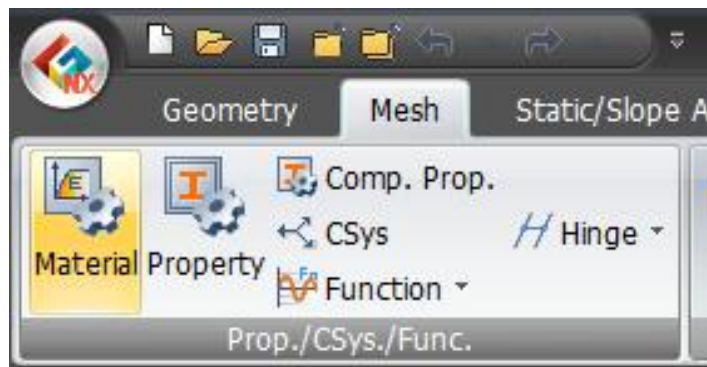 NX
Geometry Mesh Static/Slope A
Material Property Comp. Prop.
CSys Hinge
Function
Prop./CSys./Func.